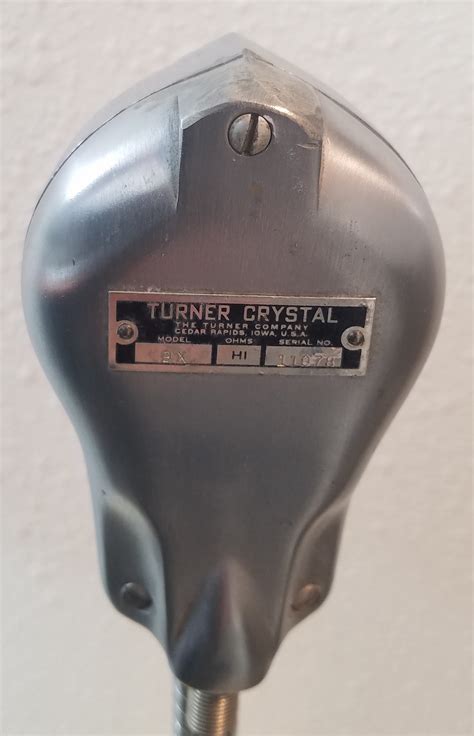 TURNER CRYSTAL
THE TURNER COMPANY
CEDAR RAPIDS, IOWA, U.S.A.
MODEL OHMS SERIAL NO.
HI